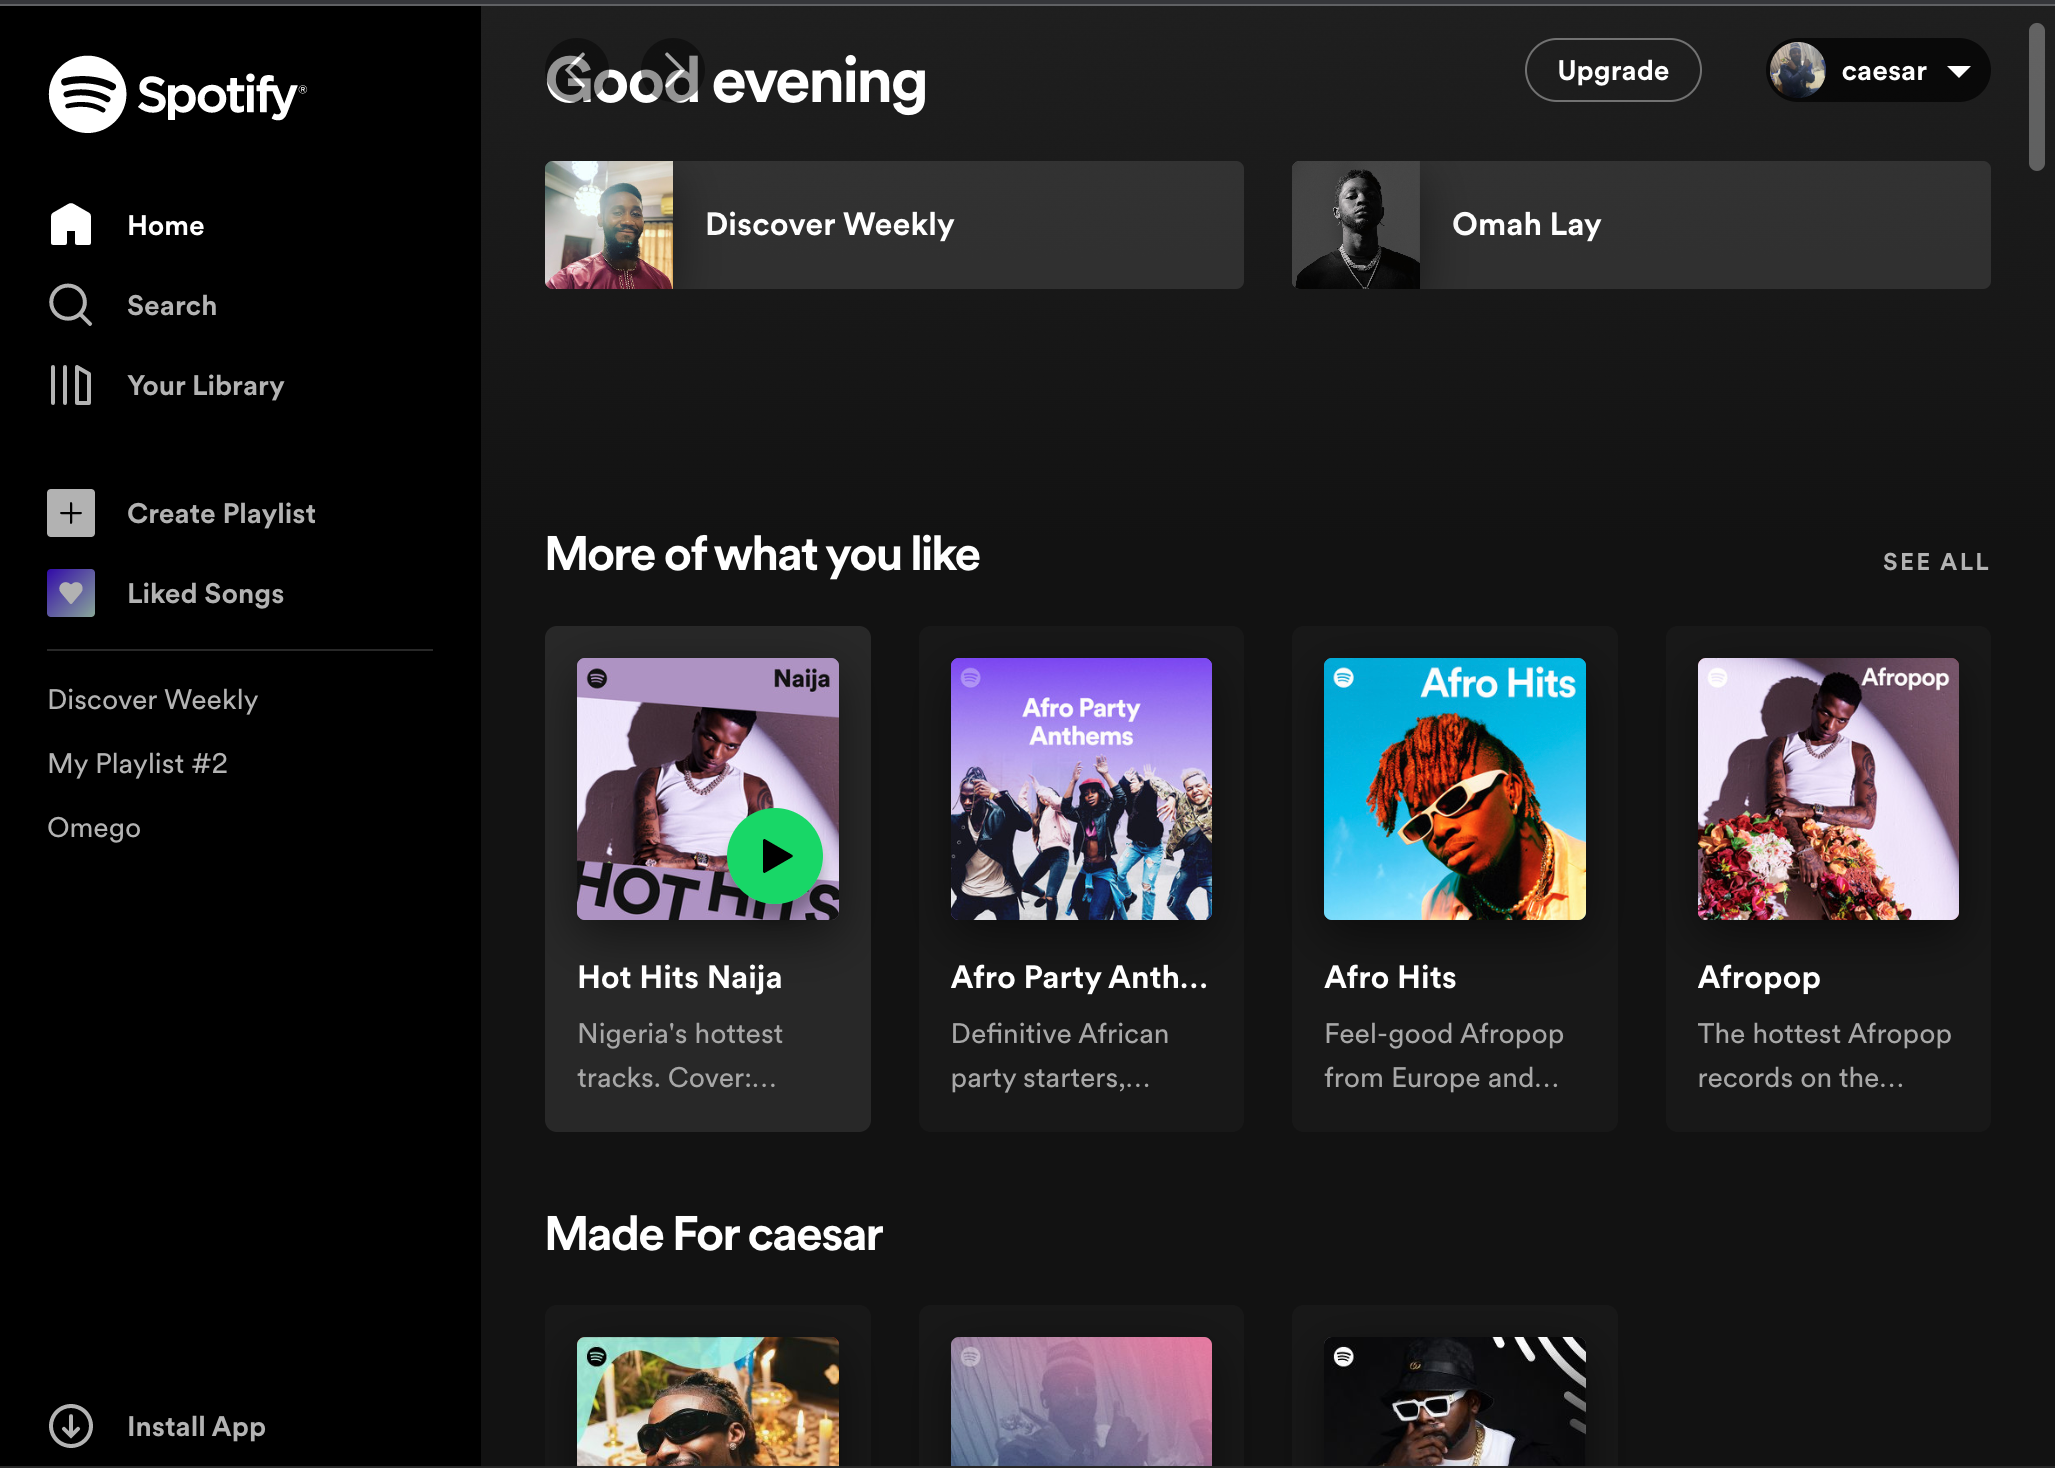 Spotify®
Home
Search
Your Library
Create Playlist
Liked Songs
Discover Weekly
My Playlist #2
Omego
Install App
Good evening
Upgrade
caesar
Discover Weekly
Omah Lay
More of what you like
SEE ALL
Naija
HOT HITS
Hot Hits Naija
Nigeria's hottest
tracks. Cover:...
Afro Party
Anthems
Afro Party Anth...
Definitive African
party starters,...
Afro Hits
Afro Hits
Feel-good Afropop
from Europe and...
Afropop
Afropop
The hottest Afropop
records on the...
Made For caesar